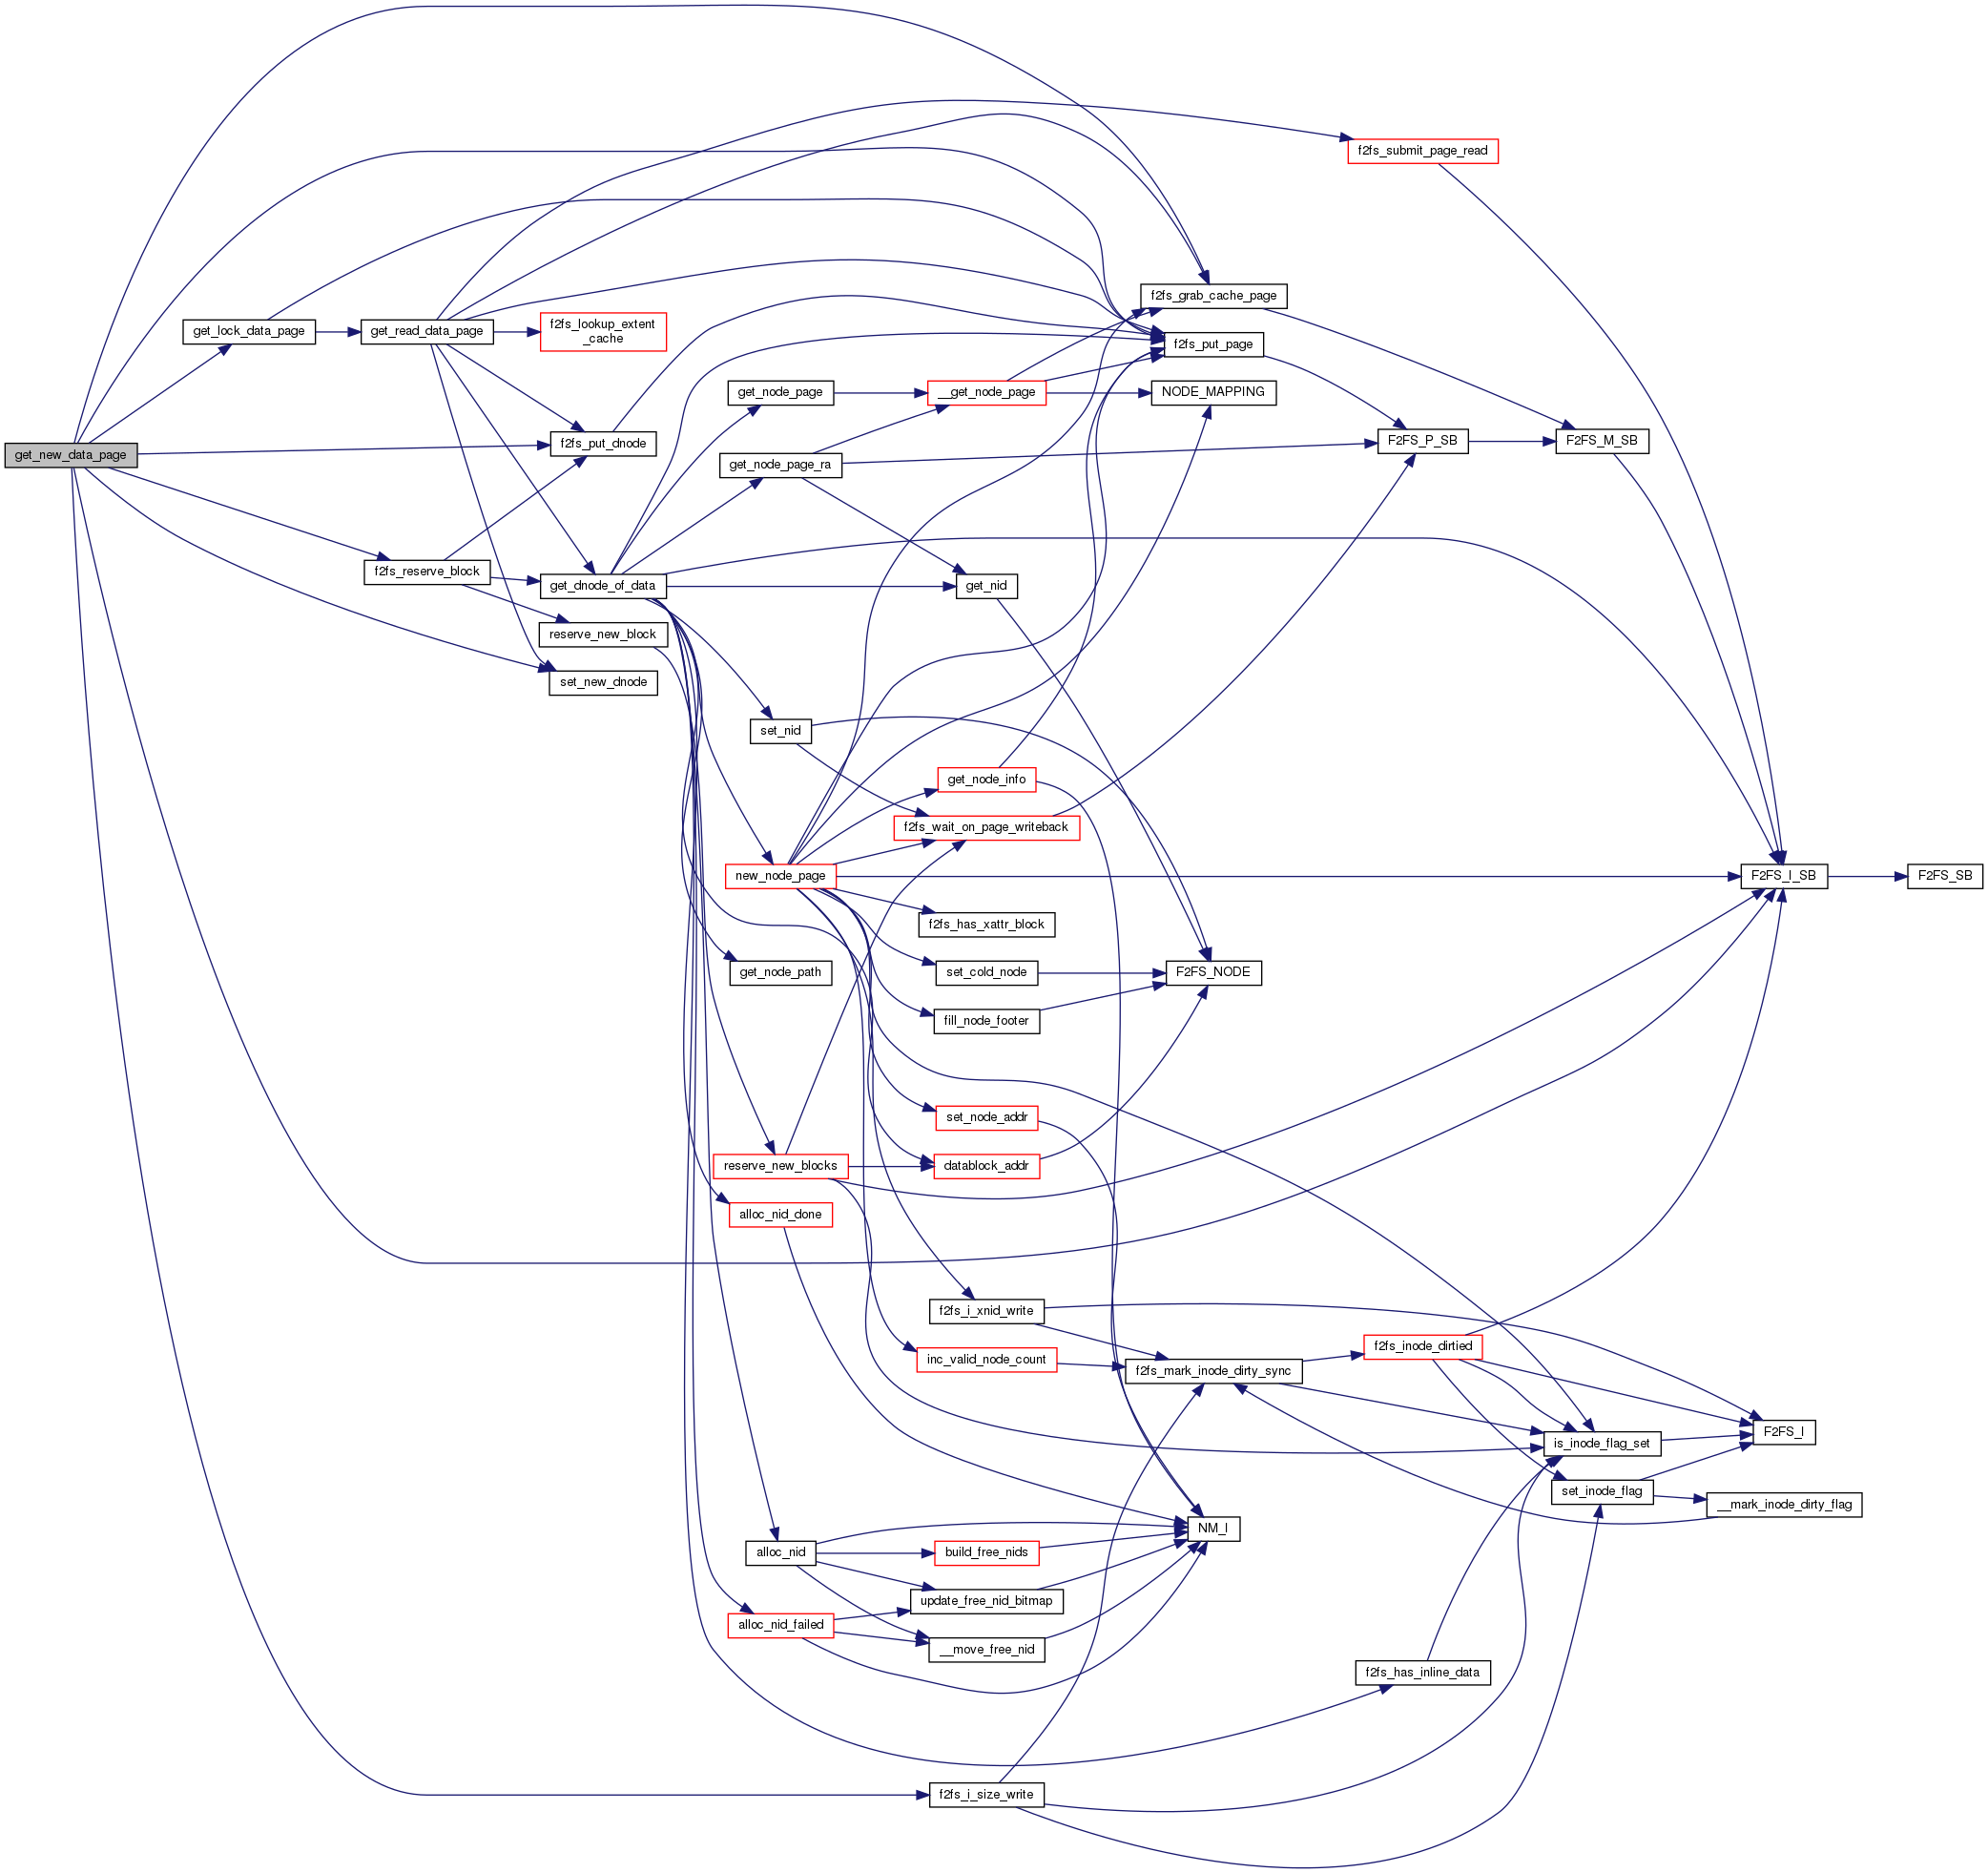 get_new_data_page
get_lock_data_page
get_read_data_page
f2fs_reserve_block
f2fs_lookup_extent
_cache
f2fs_put_dnode
get_dnode_of_data
reserve_new_block
set_new_dnode
get_node_page
get_node_page_ra
set_nid
new_node_page
get_node_path
reserve_new_blocks
alloc_nid_done
alloc_nid
alloc_nid_failed
__get_node_page
get_nid
get_node_info
f2fs_wait_on_page_writeback
f2fs_has_xattr_block
set_cold_node
fill_node_footer
set_node_addr
datablock_addr
f2fs_i_xnid_write
inc_valid_node_count
build_free_nids
update_free_nid_bitmap
__move_free_nid
f2fs_i_size_write
f2fs_grab_cache_page
f2fs_put_page
NODE_MAPPING
F2FS_NODE
f2fs_mark_inode_dirty_sync
NM_I
f2fs_submit_page_read
F2FS_P_SB
f2fs_inode_dirtied
f2fs_has_inline_data
F2FS_M_SB
is_inode_flag_set
set_inode_flag
F2FS_I_SB
F2FS_I
__mark_inode_dirty_flag
F2FS_SB